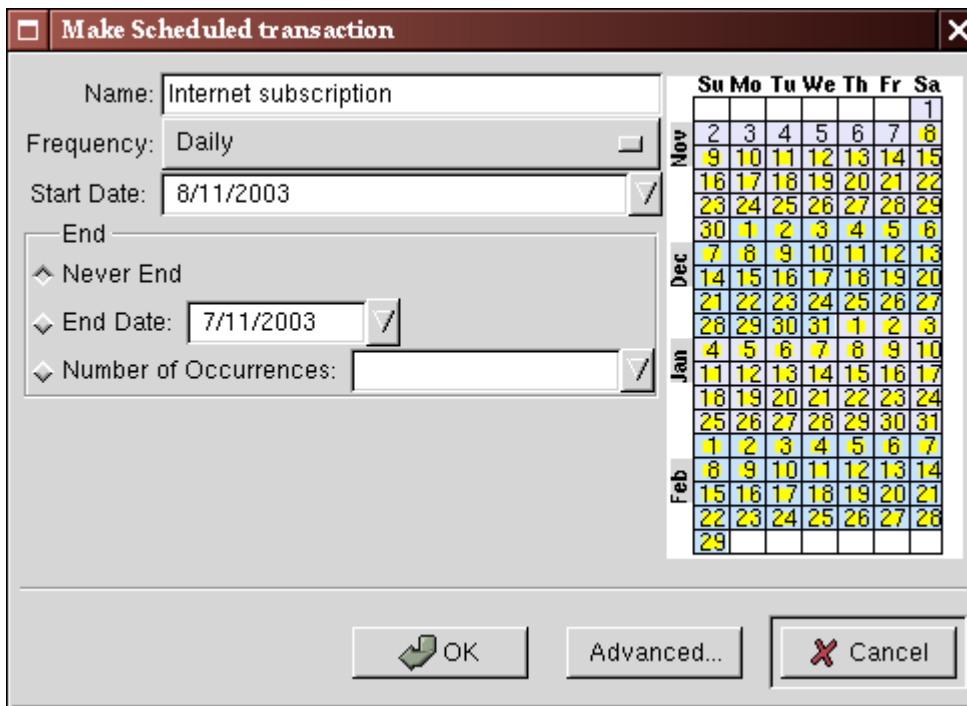 Make Scheduled transaction
Name: Internet subscription
Frequency: Daily
Start Date: 8/11/2003
End
Never End
End Date: 7/11/2003
Number of Occurrences:
Su Mo Tu We Th Fr Sa
1
Nov 2 3 4 5 6 7 8
9 10 11 12 13 14 15
16 17 18 19 20 21 22
23 24 25 26 27 28 29
30 1 2 3 4 5 6
Dec 7 8 9 10 11 12 13
14 15 16 17 18 19 20
21 22 23 24 25 26 27
28 29 30 31 1 2 3
Jan 4 5 6 7 8 9 10
11 12 13 14 15 16 17
18 19 20 21 22 23 24
25 26 27 28 29 30 31
1 2 3 4 5 6 7
Feb 8 9 10 11 12 13 14
15 16 17 18 19 20 21
22 23 24 25 26 27 28
29
OK
Advanced...
Cancel